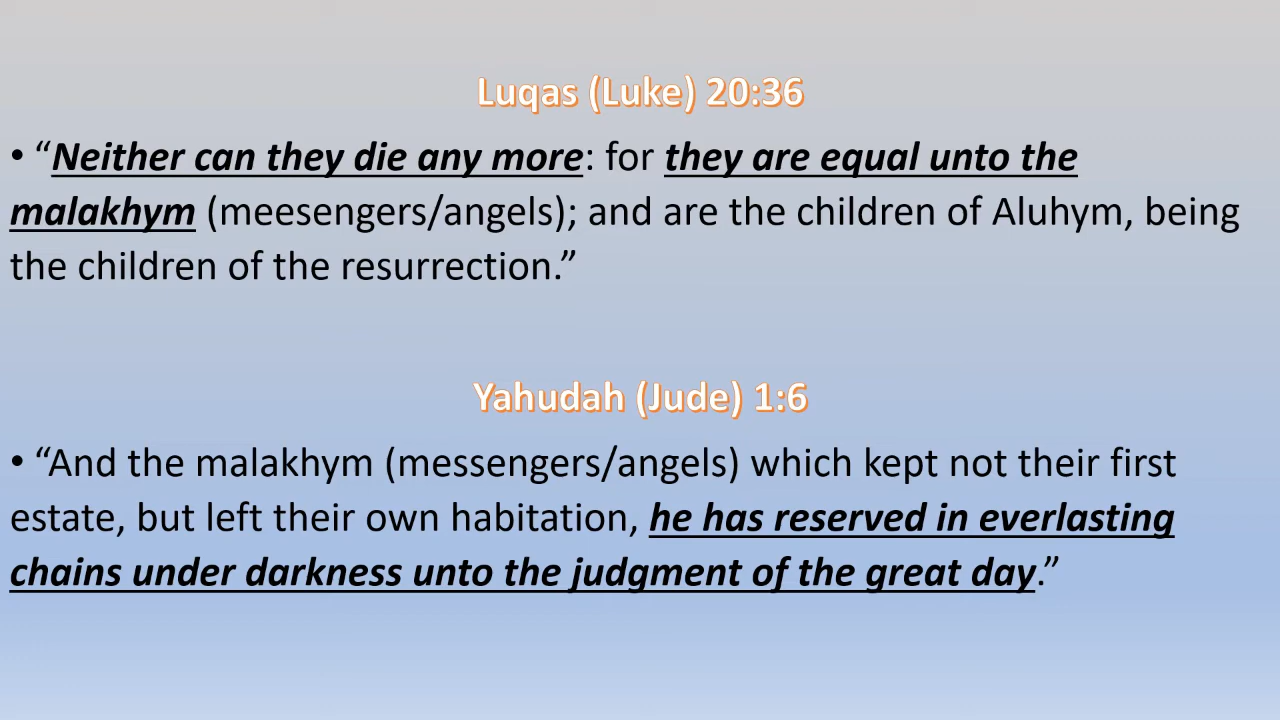 Luqas (Luke) 20:36
• “Neither can they die any more: for they are equal unto the
malakhym (meesengers/angels); and are the children of Aluhym, being
the children of the resurrection.”
Yahudah (Jude) 1:6
• “And the malakhym (messengers/angels) which kept not their first
estate, but left their own habitation, he has reserved in everlasting
chains under darkness unto the judgment of the great day.”